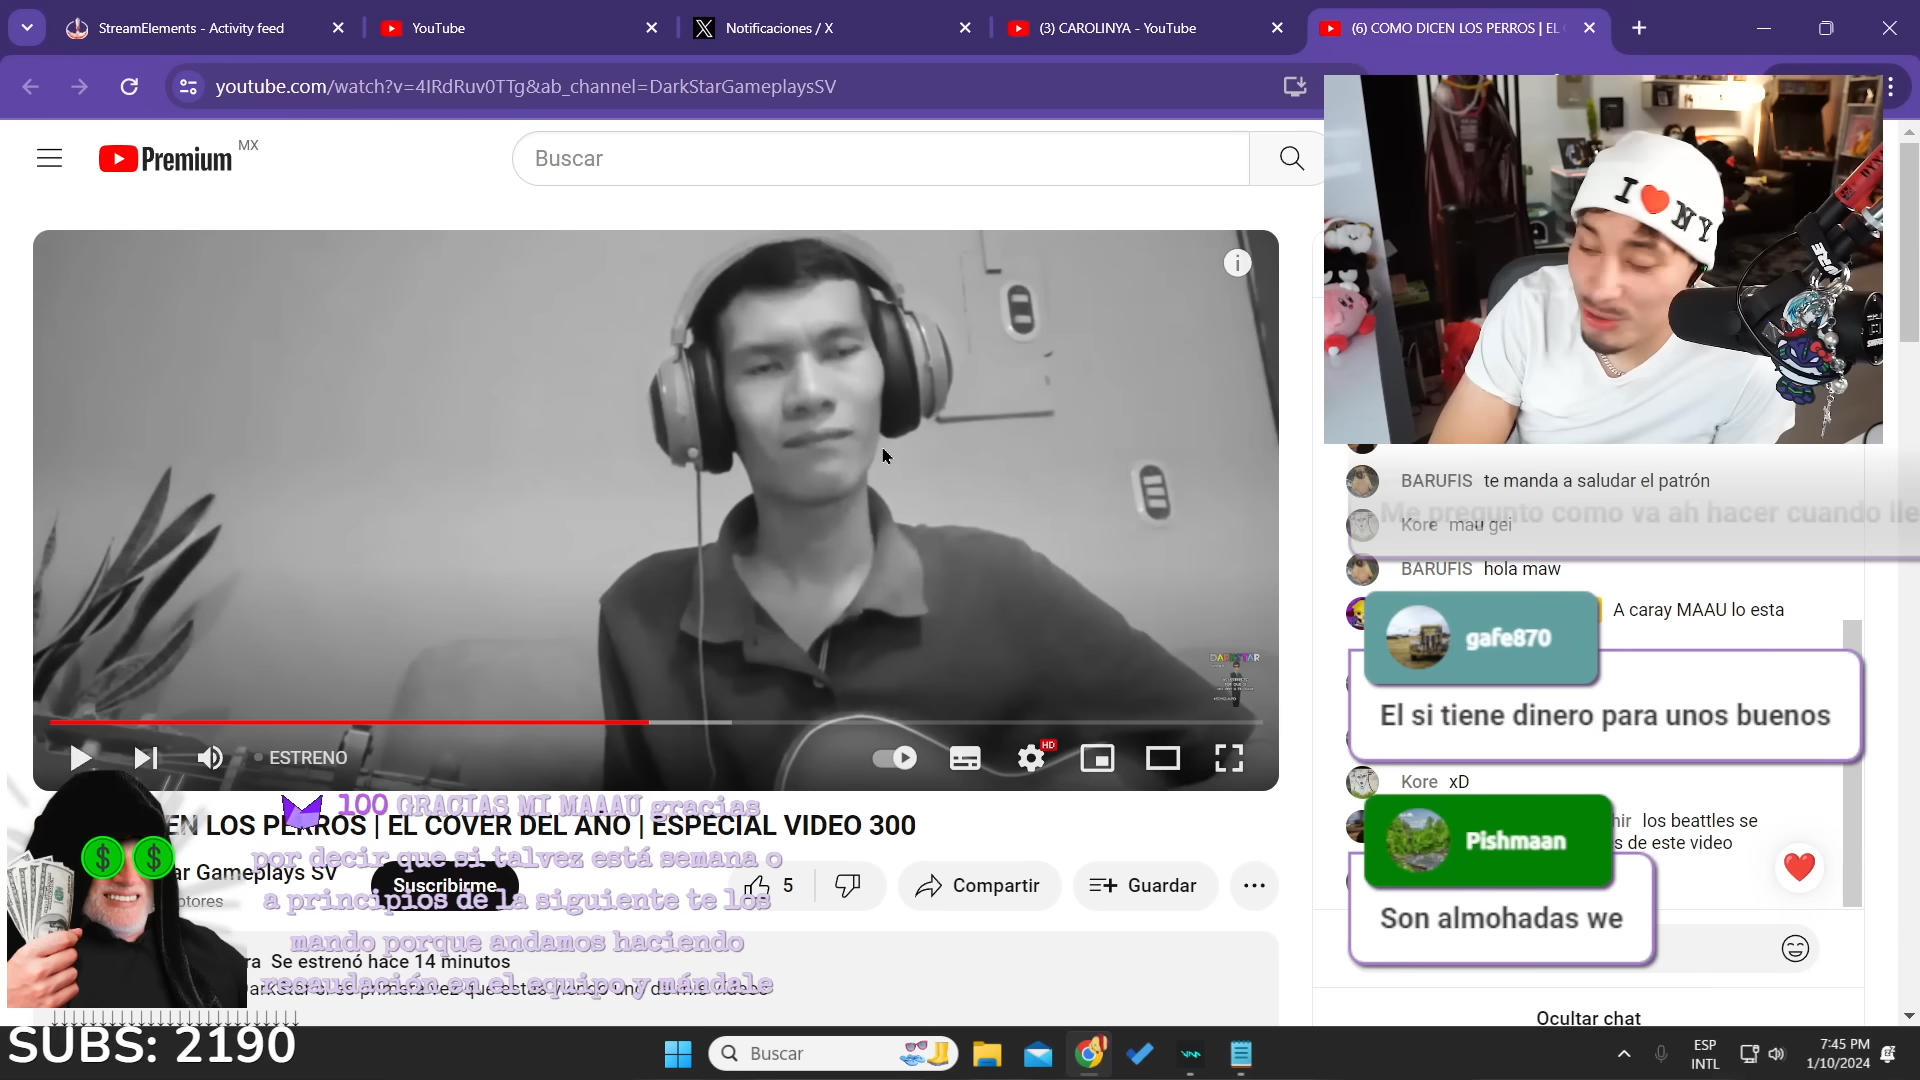 StreamElements - Activity feed
YouTube
Notificaciones / X
(3) CAROLINYA - YouTube
(6) COMO DICEN LOS PERROS | EL
youtube.com/watch?v=4IRdRuv0TTg&ab_channel=DarkStarGameplaysSV
Premium MX
Buscar
I ❤ NY
BARUFIS te manda a saludar el patrón
Me pregunto como va ah hacer cuando lle
Kore mau gei
BARUFIS hola maw
A caray MAAU lo esta
gafe870
El si tiene dinero para unos buenos
Kore xD
los beattles se
s de este video
Pishmaan
Son almohadas we
DARKSTAR
ESTRENO
HD
EN LOS PERROS | EL COVER DEL AÑO | ESPECIAL VIDEO 300
100 GRACIAS MI MAAAU gracias
por decir que si talvez está semana o
a principios de la siguiente te los
mando porque andamos haciendo
recaudación en el equipo y mándale
ar Gameplays SV
ptores
Suscribirme
5
Compartir
Guardar
ra Se estrenó hace 14 minutos
Ocultar chat
SUBS: 2190
Buscar
ESP
INTL
7:45 PM
1/10/2024